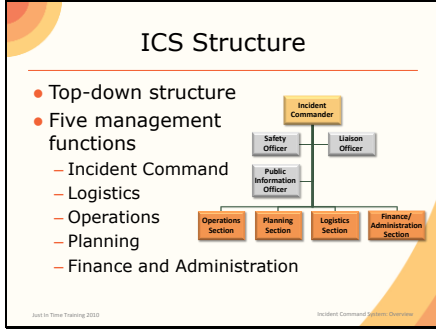 ICS Structure
Top-down structure
Five management
functions
– Incident Command
– Logistics
– Operations
– Planning
– Finance and Administration
Incident
Commander
Safety
Officer
Liaison
Officer
Public
Information
Officer
Operations
Section
Planning
Section
Logistics
Section
Finance/
Administration
Section
Just In Time Training 2010
Incident Command System: Overview